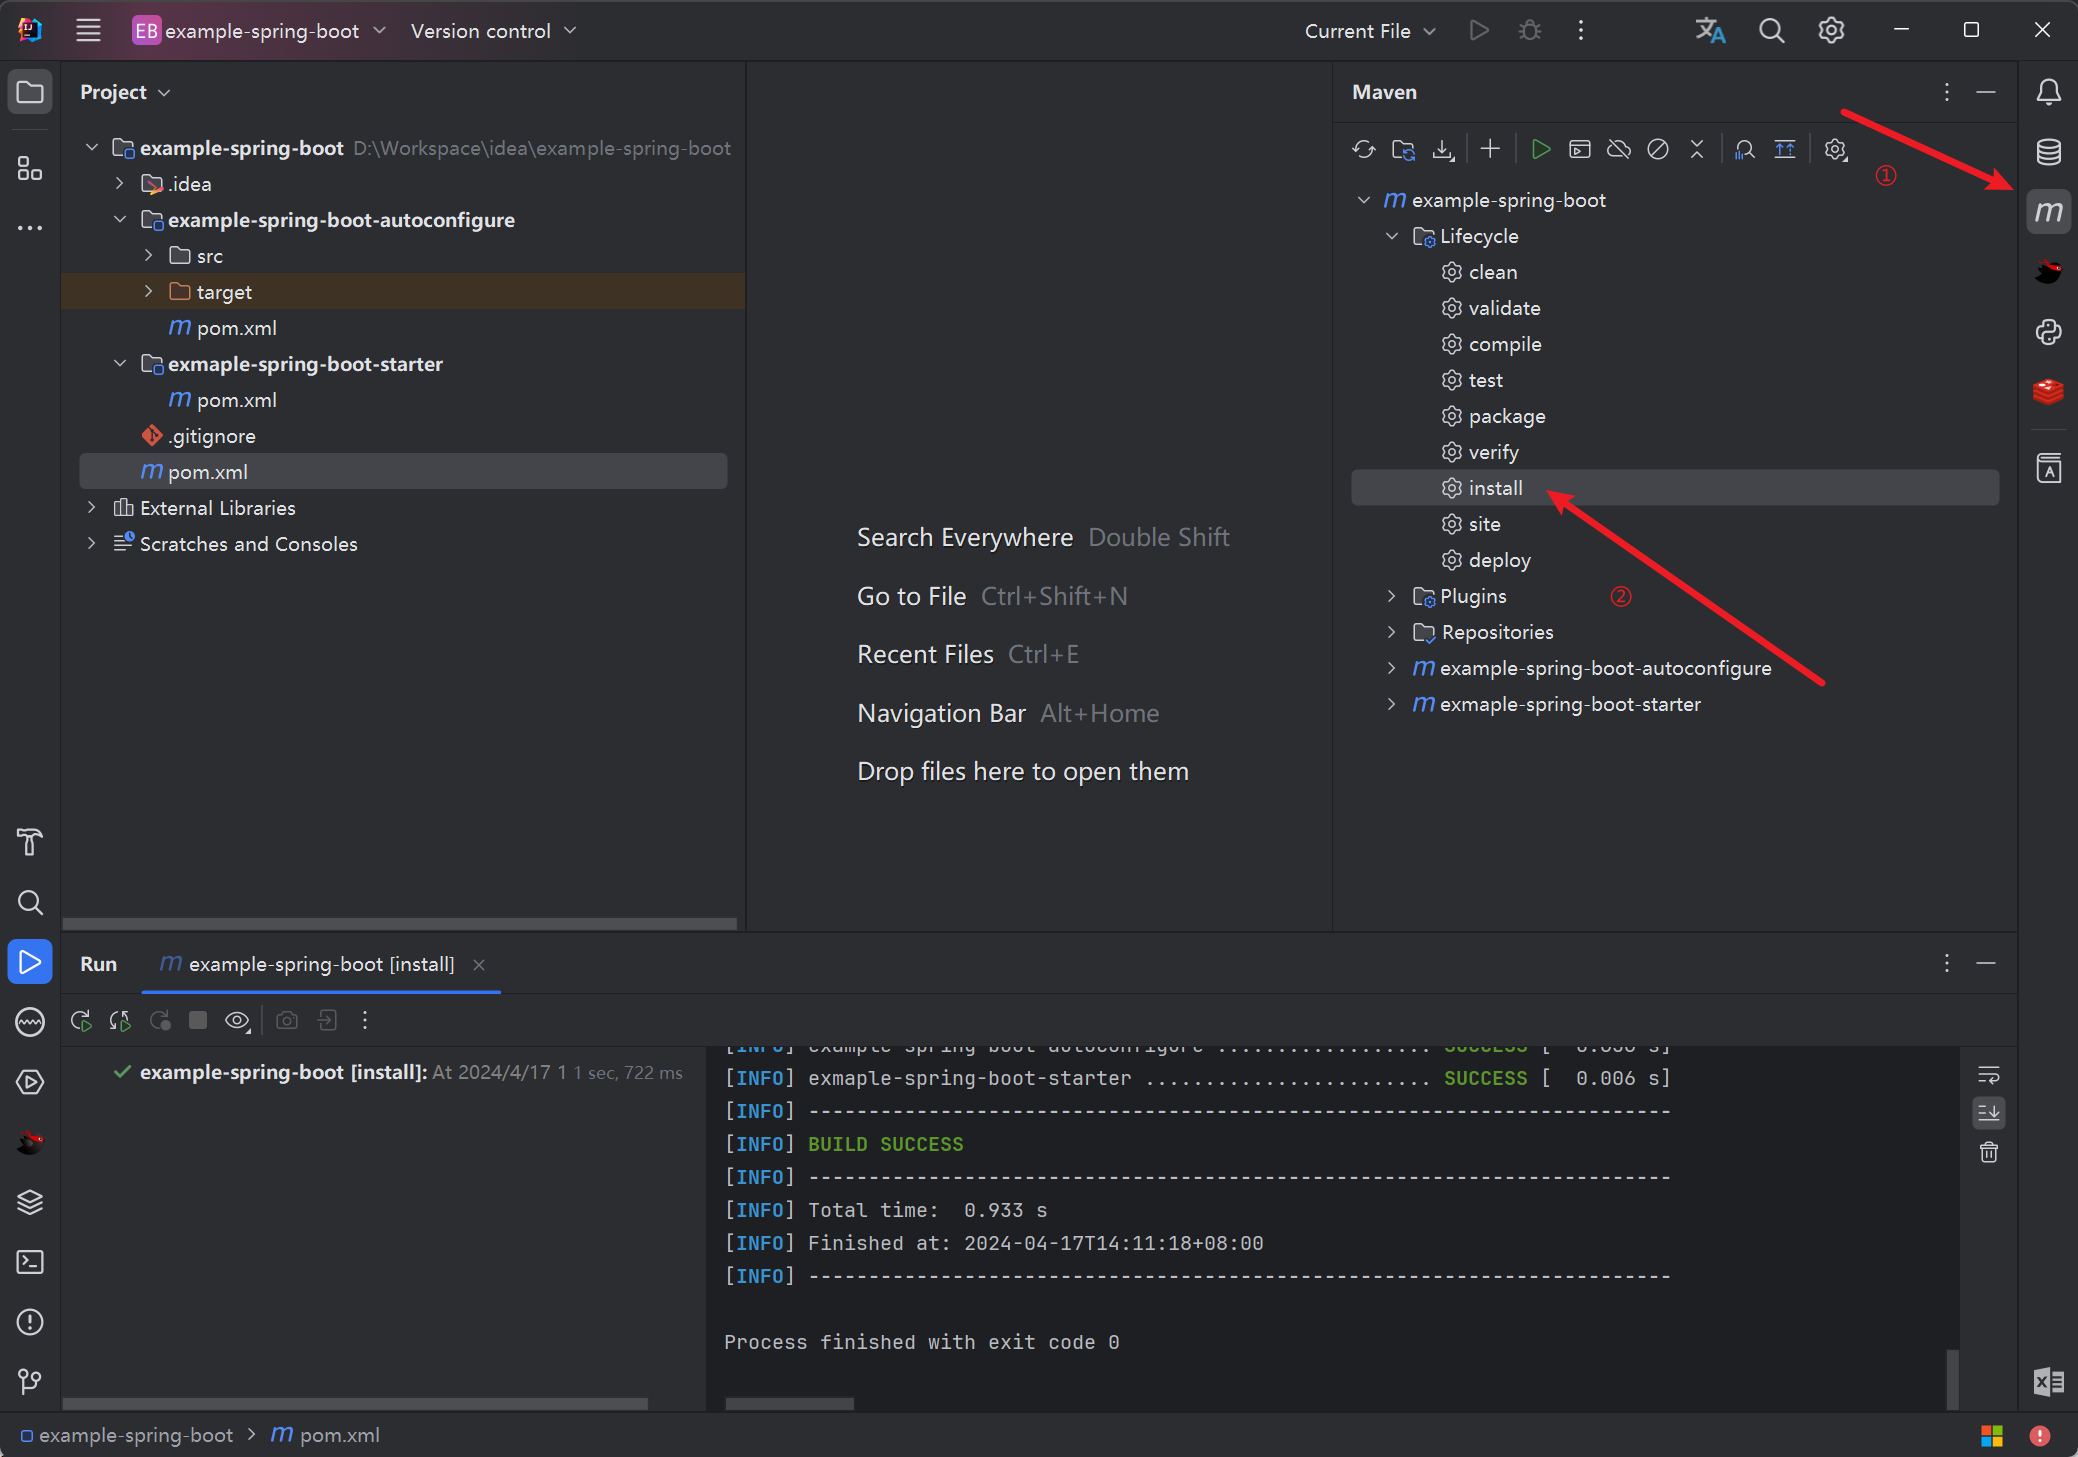 EB example-spring-boot Version control Current File
Project
example-spring-boot D:\Workspace\idea\example-spring-boot
.idea
example-spring-boot-autoconfigure
src
target
m pom.xml
exmaple-spring-boot-starter
m pom.xml
.gitignore
m pom.xml
External Libraries
Scratches and Consoles
Search Everywhere Double Shift
Go to File Ctrl+Shift+N
Recent Files Ctrl+E
Navigation Bar Alt+Home
Drop files here to open them
Maven
①
m example-spring-boot
Lifecycle
clean
validate
compile
test
package
verify
install
site
deploy
Plugins
②
Repositories
m example-spring-boot-autoconfigure
m exmaple-spring-boot-starter
m
Run m example-spring-boot [install]
example-spring-boot [install]: At 2024/4/17 1 1 sec, 722 ms
[INFO] example-spring-boot-autoconfigure .................. SUCCESS [
[INFO] exmaple-spring-boot-starter ........................ SUCCESS [  0.006 s]
[INFO] ------------------------------------------------------------------------
[INFO] BUILD SUCCESS
[INFO] ------------------------------------------------------------------------
[INFO] Total time:  0.933 s
[INFO] Finished at: 2024-04-17T14:11:18+08:00
[INFO] ------------------------------------------------------------------------
Process finished with exit code 0
example-spring-boot > m pom.xml